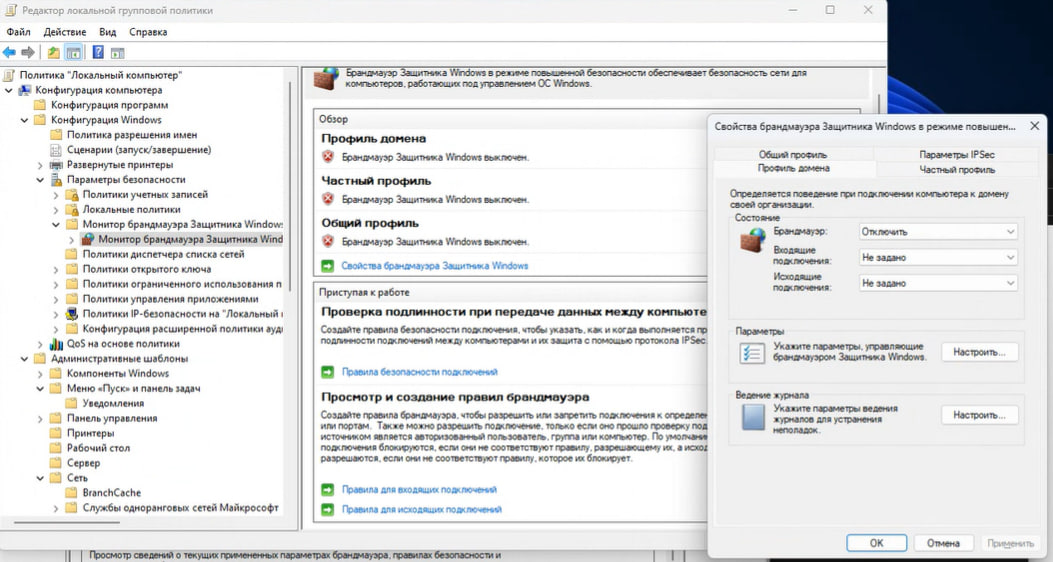 Редактор локальной групповой политики
Файл Действие Вид Справка
Политика "Локальный компьютер"
Конфигурация компьютера
Конфигурация программ
Конфигурация Windows
Политика разрешения имен
Сценарии (запуск/завершение)
Развернутые принтеры
Параметры безопасности
Политики учетных записей
Локальные политики
Монитор брандмауэра Защитника Windows
Монитор брандмауэра Защитника Wind
Политики диспетчера списка сетей
Политики открытого ключа
Политики ограниченного использования п
Политики управления приложениями
Политики IP-безопасности на "Локальный
Конфигурация расширенной политики ауд
QoS на основе политики
Административные шаблоны
Компоненты Windows
Меню «Пуск» и панель задач
Уведомления
Панель управления
Принтеры
Рабочий стол
Сервер
Сеть
BranchCache
Службы одноранговых сетей Майкрософт
Брандмауэр Защитника Windows в режиме повышенной безопасности обеспечивает безопасность сети для
компьютеров, работающих под управлением ОС Windows.
Обзор
Профиль домена
Брандмауэр Защитника Windows выключен.
Частный профиль
Брандмауэр Защитника Windows выключен.
Общий профиль
Брандмауэр Защитника Windows выключен.
Свойства брандмауэра Защитника Windows
Приступая к работе
Проверка подлинности при передаче данных между компьюте
Создайте правила безопасности подключения, чтобы указать, как и когда выполняется пр
подлинности подключений между компьютерами и их защита с помощью протокола IPSec.
Правила безопасности подключений
Просмотр и создание правил брандмауэра
Создайте правила брандмауэра, чтобы разрешить или запретить подключения к определен
или портам. Также можно разрешить подключение, только если оно прошло проверку под
источником является авторизованный пользователь, группа или компьютер. По умолчани
подключения блокируются, если они не соответствуют правилу, разрешающему их, а исход
разрешаются, если они не соответствуют правилу, которое их блокирует.
Правила для входящих подключений
Правила для исходящих подключений
Просмотр сведений о текущих примененных параметрах брандмауэра, правилах безопасности и
Свойства брандмауэра Защитника Windows в режиме повышен...
Общий профиль Параметры IPSec
Профиль домена Частный профиль
Определяется поведение при подключении компьютера к домену
своей организации.
Состояние
Брандмауэр: Отключить
Входящие
подключения: Не задано
Исходящие
подключения: Не задано
Параметры
Укажите параметры, управляющие
брандмауэром Защитника Windows.
Настроить...
Ведение журнала
Укажите параметры ведения
журналов для устранения
неполадок.
Настроить...
ОК Отмена Применить